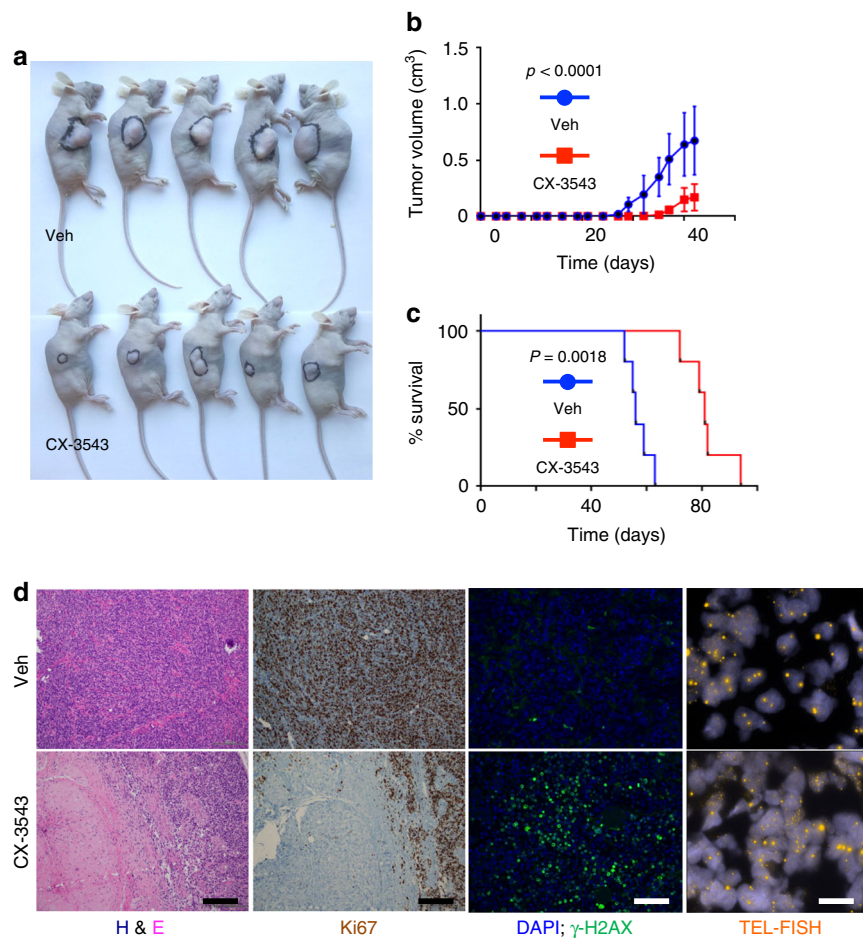 a
Veh
CX-3543
b
1.5
1.0
0.5
0
Tumor volume (cm³)
p < 0.0001
Veh
CX-3543
0 20 40
Time (days)
c
100
50
0
% survival
P = 0.0018
Veh
CX-3543
0 40 80
Time (days)
d
Veh
CX-3543
H & E
Ki67
DAPI; γ-H2AX
TEL-FISH